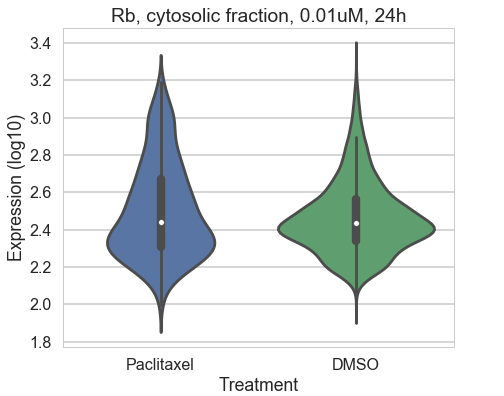 Rb, cytosolic fraction, 0.01uM, 24h
Expression (log10)
3.4
3.2
3.0
2.8
2.6
2.4
2.2
2.0
1.8
Paclitaxel DMSO
Treatment